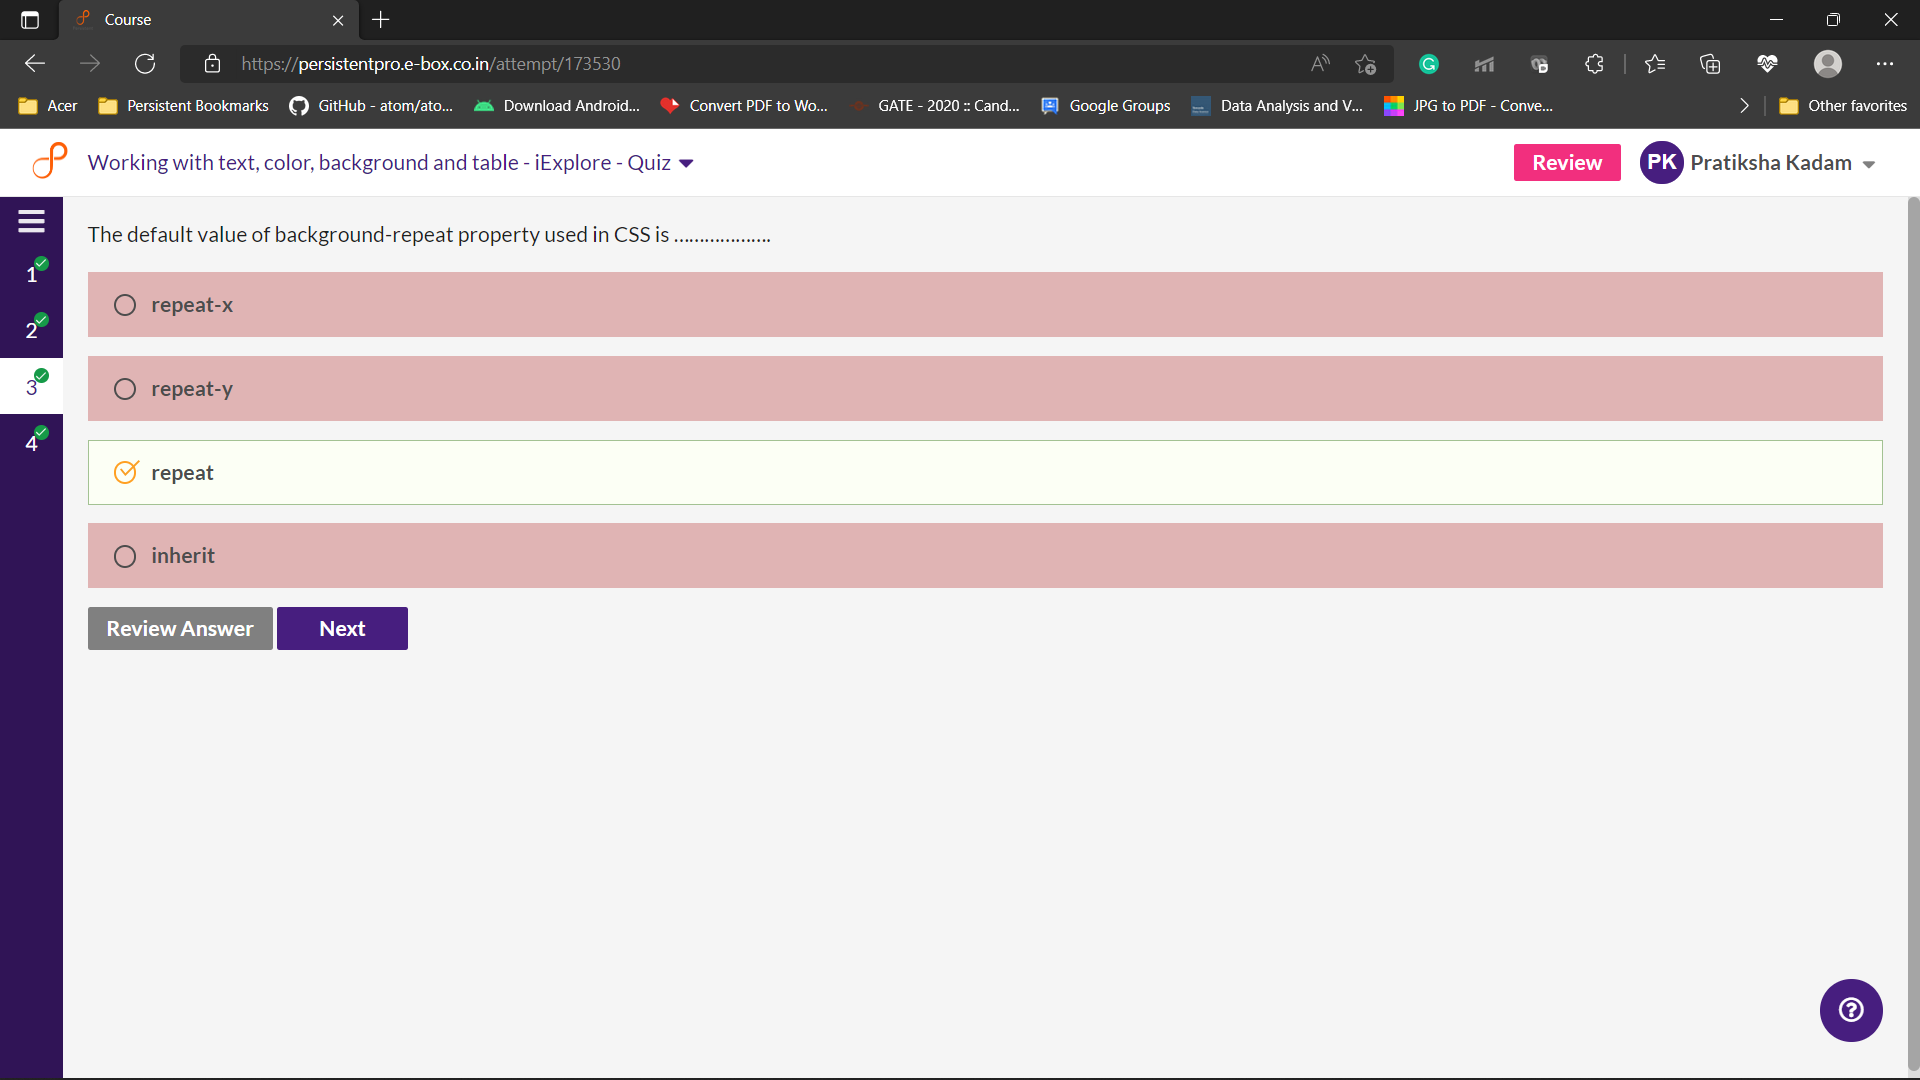 Course
https://persistentpro.e-box.co.in/attempt/173530
Acer Persistent Bookmarks GitHub - atom/ato... Download Android... Convert PDF to Wo... GATE - 2020 :: Cand... Google Groups Data Analysis and V... JPG to PDF - Conve... Other favorites
Working with text, color, background and table - iExplore - Quiz Review PK Pratiksha Kadam
The default value of background-repeat property used in CSS is ...................
1
2
3
4
repeat-x
repeat-y
repeat
inherit
Review Answer Next